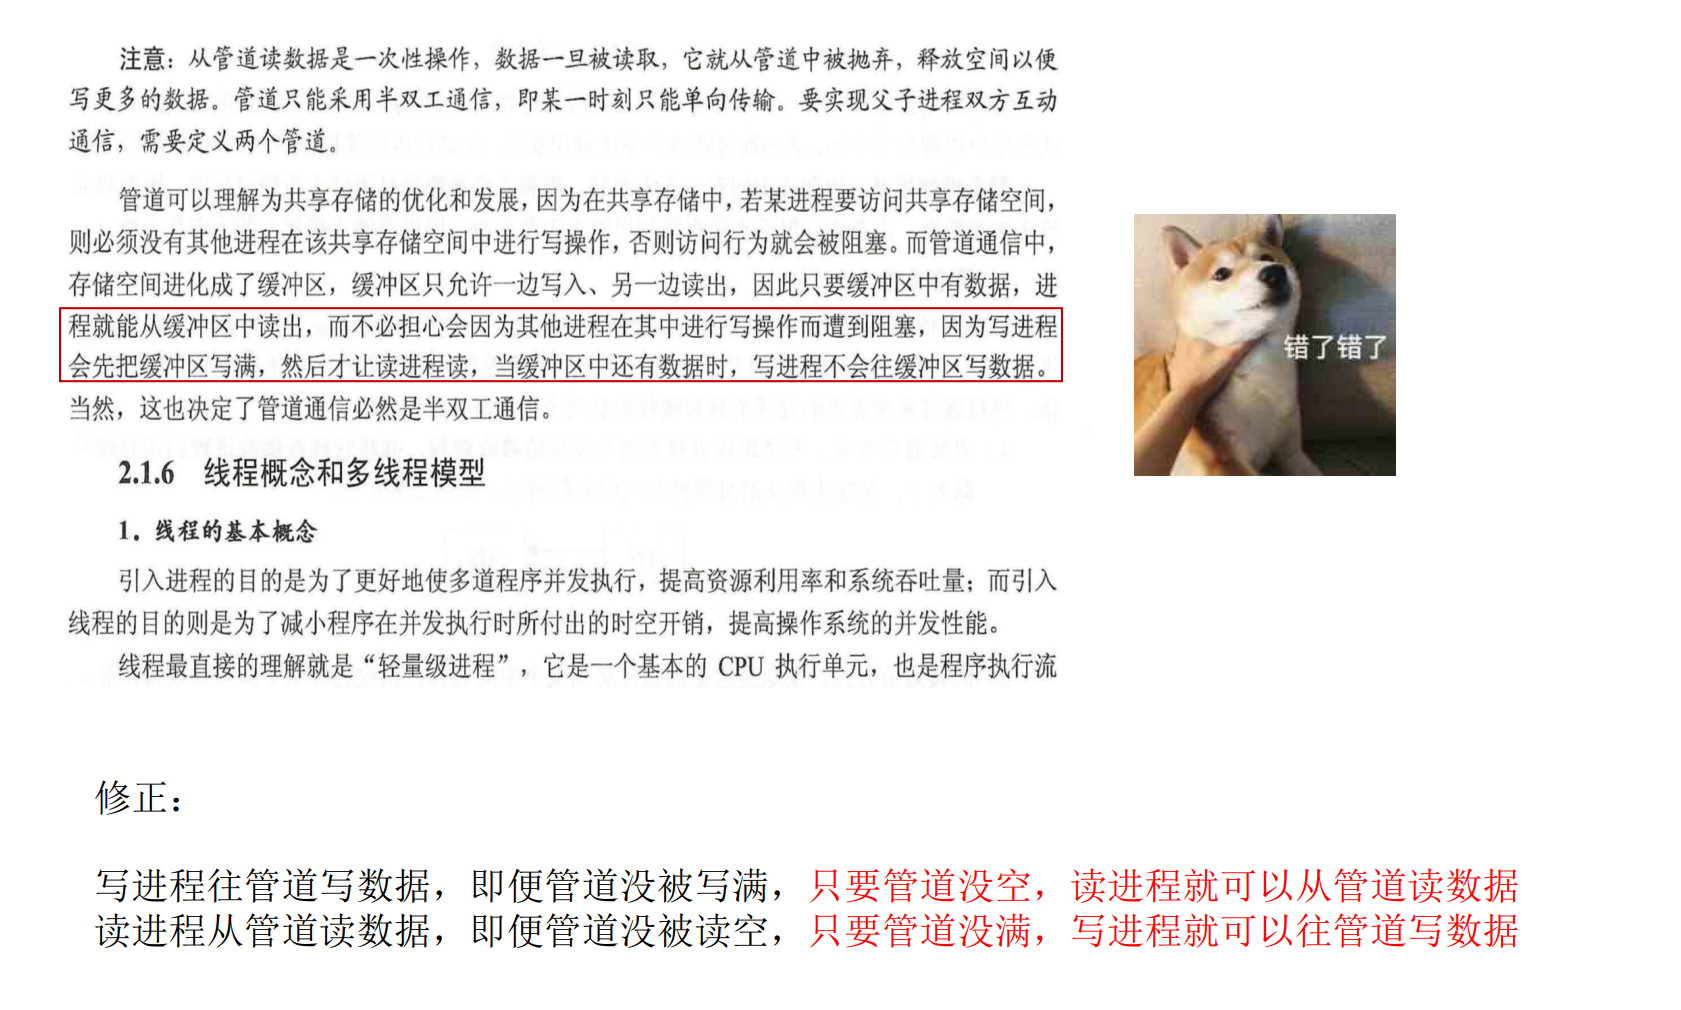 注意：从管道读数据是一次性操作，数据一旦被读取，它就从管道中被抛弃，释放空间以便
写更多的数据。管道只能采用半双工通信，即某一时刻只能单向传输。要实现父子进程双方互动
通信，需要定义两个管道。
管道可以理解为共享存储的优化和发展，因为在共享存储中，若某进程要访问共享存储空间，
则必须没有其他进程在该共享存储空间中进行写操作，否则访问行为就会被阻塞。而管道通信中，
存储空间进化成了缓冲区，缓冲区只允许一边写入、另一边读出，因此只要缓冲区中有数据，进
程就能从缓冲区中读出，而不必担心会因为其他进程在其中进行写操作而遭到阻塞，因为写进程
会先把缓冲区写满，然后才让读进程读，当缓冲区中还有数据时，写进程不会往缓冲区写数据。
当然，这也决定了管道通信必然是半双工通信。
错了错了
2.1.6 线程概念和多线程模型
1．线程的基本概念
引入进程的目的是为了更好地使多道程序并发执行，提高资源利用率和系统吞吐量；而引入
线程的目的则是为了减小程序在并发执行时所付出的时空开销，提高操作系统的并发性能。
线程最直接的理解就是“轻量级进程”，它是一个基本的 CPU 执行单元，也是程序执行流
修正：
写进程往管道写数据，即便管道没被写满，只要管道没空，读进程就可以从管道读数据
读进程从管道读数据，即便管道没被读空，只要管道没满，写进程就可以往管道写数据